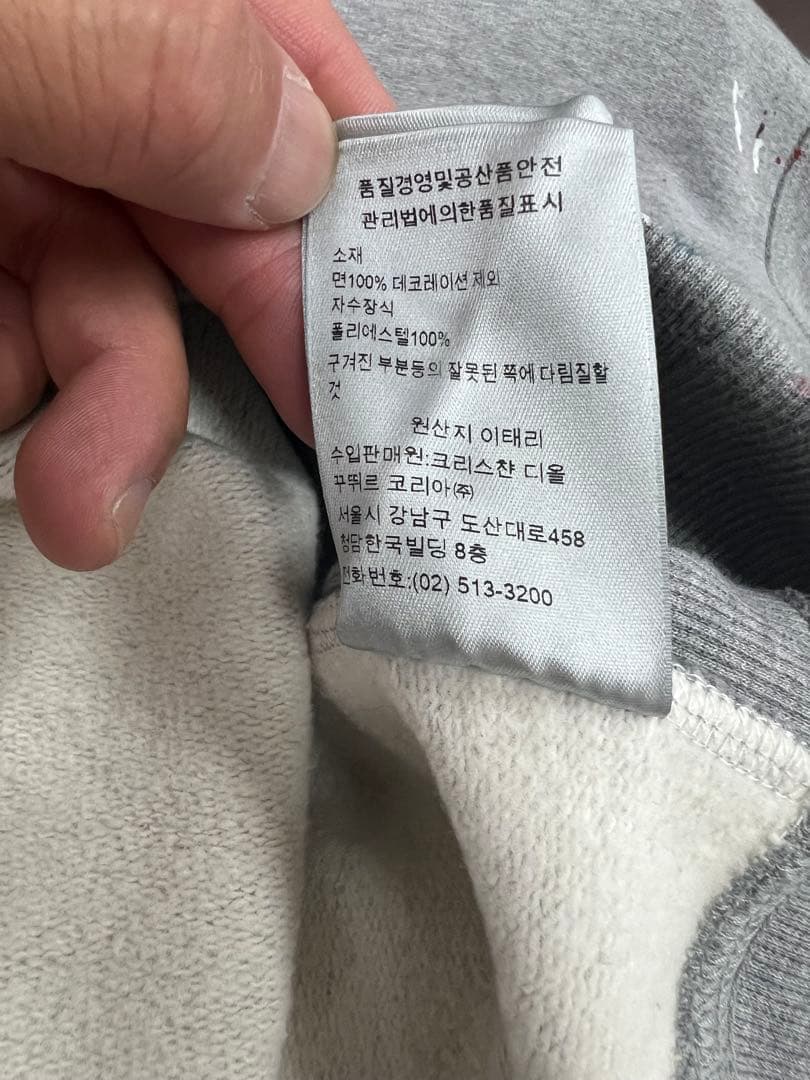 품질경영및공산품안전
관리법에의한품질표시
소재
면100% 데코레이션 제외
자수장식
폴리에스텔100%
구겨진 부분등의 잘못된 쪽에 다림질할
것
원산지 이태리
수입판매원:크리스챤 디올
꾸뛰르 코리아㈜
서울시 강남구 도산대로458
청담한국빌딩 8층
전화번호:(02) 513-3200